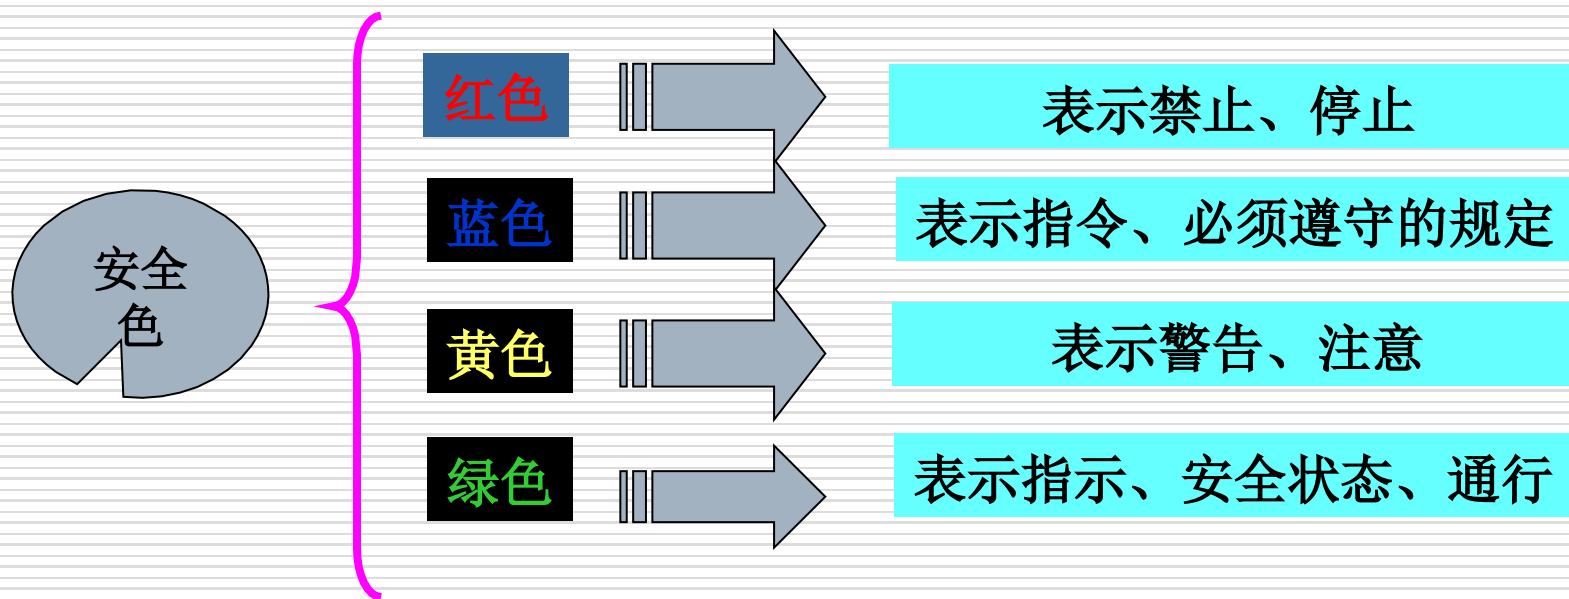 安全
色
红色
表示禁止、停止
蓝色
表示指令、必须遵守的规定
黄色
表示警告、注意
绿色
表示指示、安全状态、通行